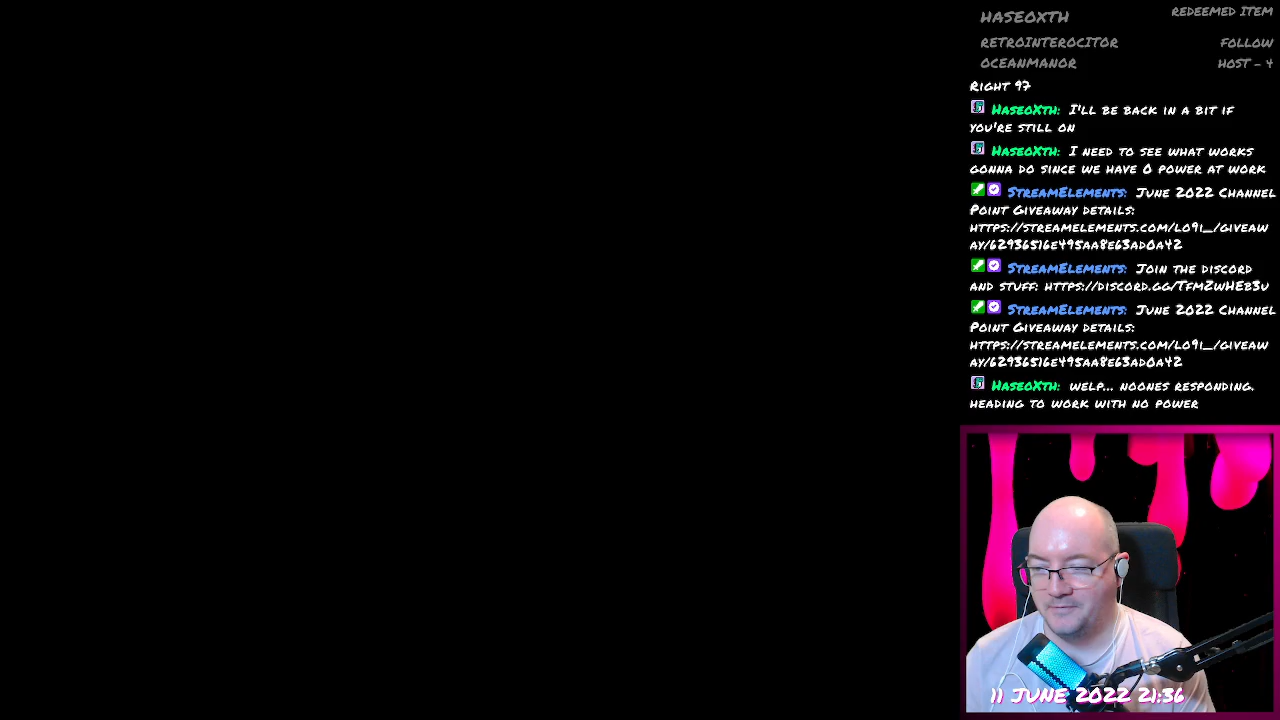 HASEOXTH REDEEMED ITEM
RETROINTEROCITOR FOLLOW
OCEANMANOR HOST - 4
RIGHT 97
HASEOXTH: I'LL BE BACK IN A BIT IF
YOU'RE STILL ON
HASEOXTH: I NEED TO SEE WHAT WORKS
GONNA DO SINCE WE HAVE 0 POWER AT WORK
STREAMELEMENTS: JUNE 2022 CHANNEL
POINT GIVEAWAY DETAILS:
HTTPS://STREAMELEMENTS.COM/LO9I_/GIVEAW
AY/62936516E495AA8E63AD0A42
STREAMELEMENTS: JOIN THE DISCORD
AND STUFF: HTTPS://DISCORD.GG/TFMZWHE83U
STREAMELEMENTS: JUNE 2022 CHANNEL
POINT GIVEAWAY DETAILS:
HTTPS://STREAMELEMENTS.COM/LO9I_/GIVEAW
AY/62936516E495AA8E63AD0A42
HASEOXTH: WELP... NOONES RESPONDING.
HEADING TO WORK WITH NO POWER
11 JUNE 2022 21:36